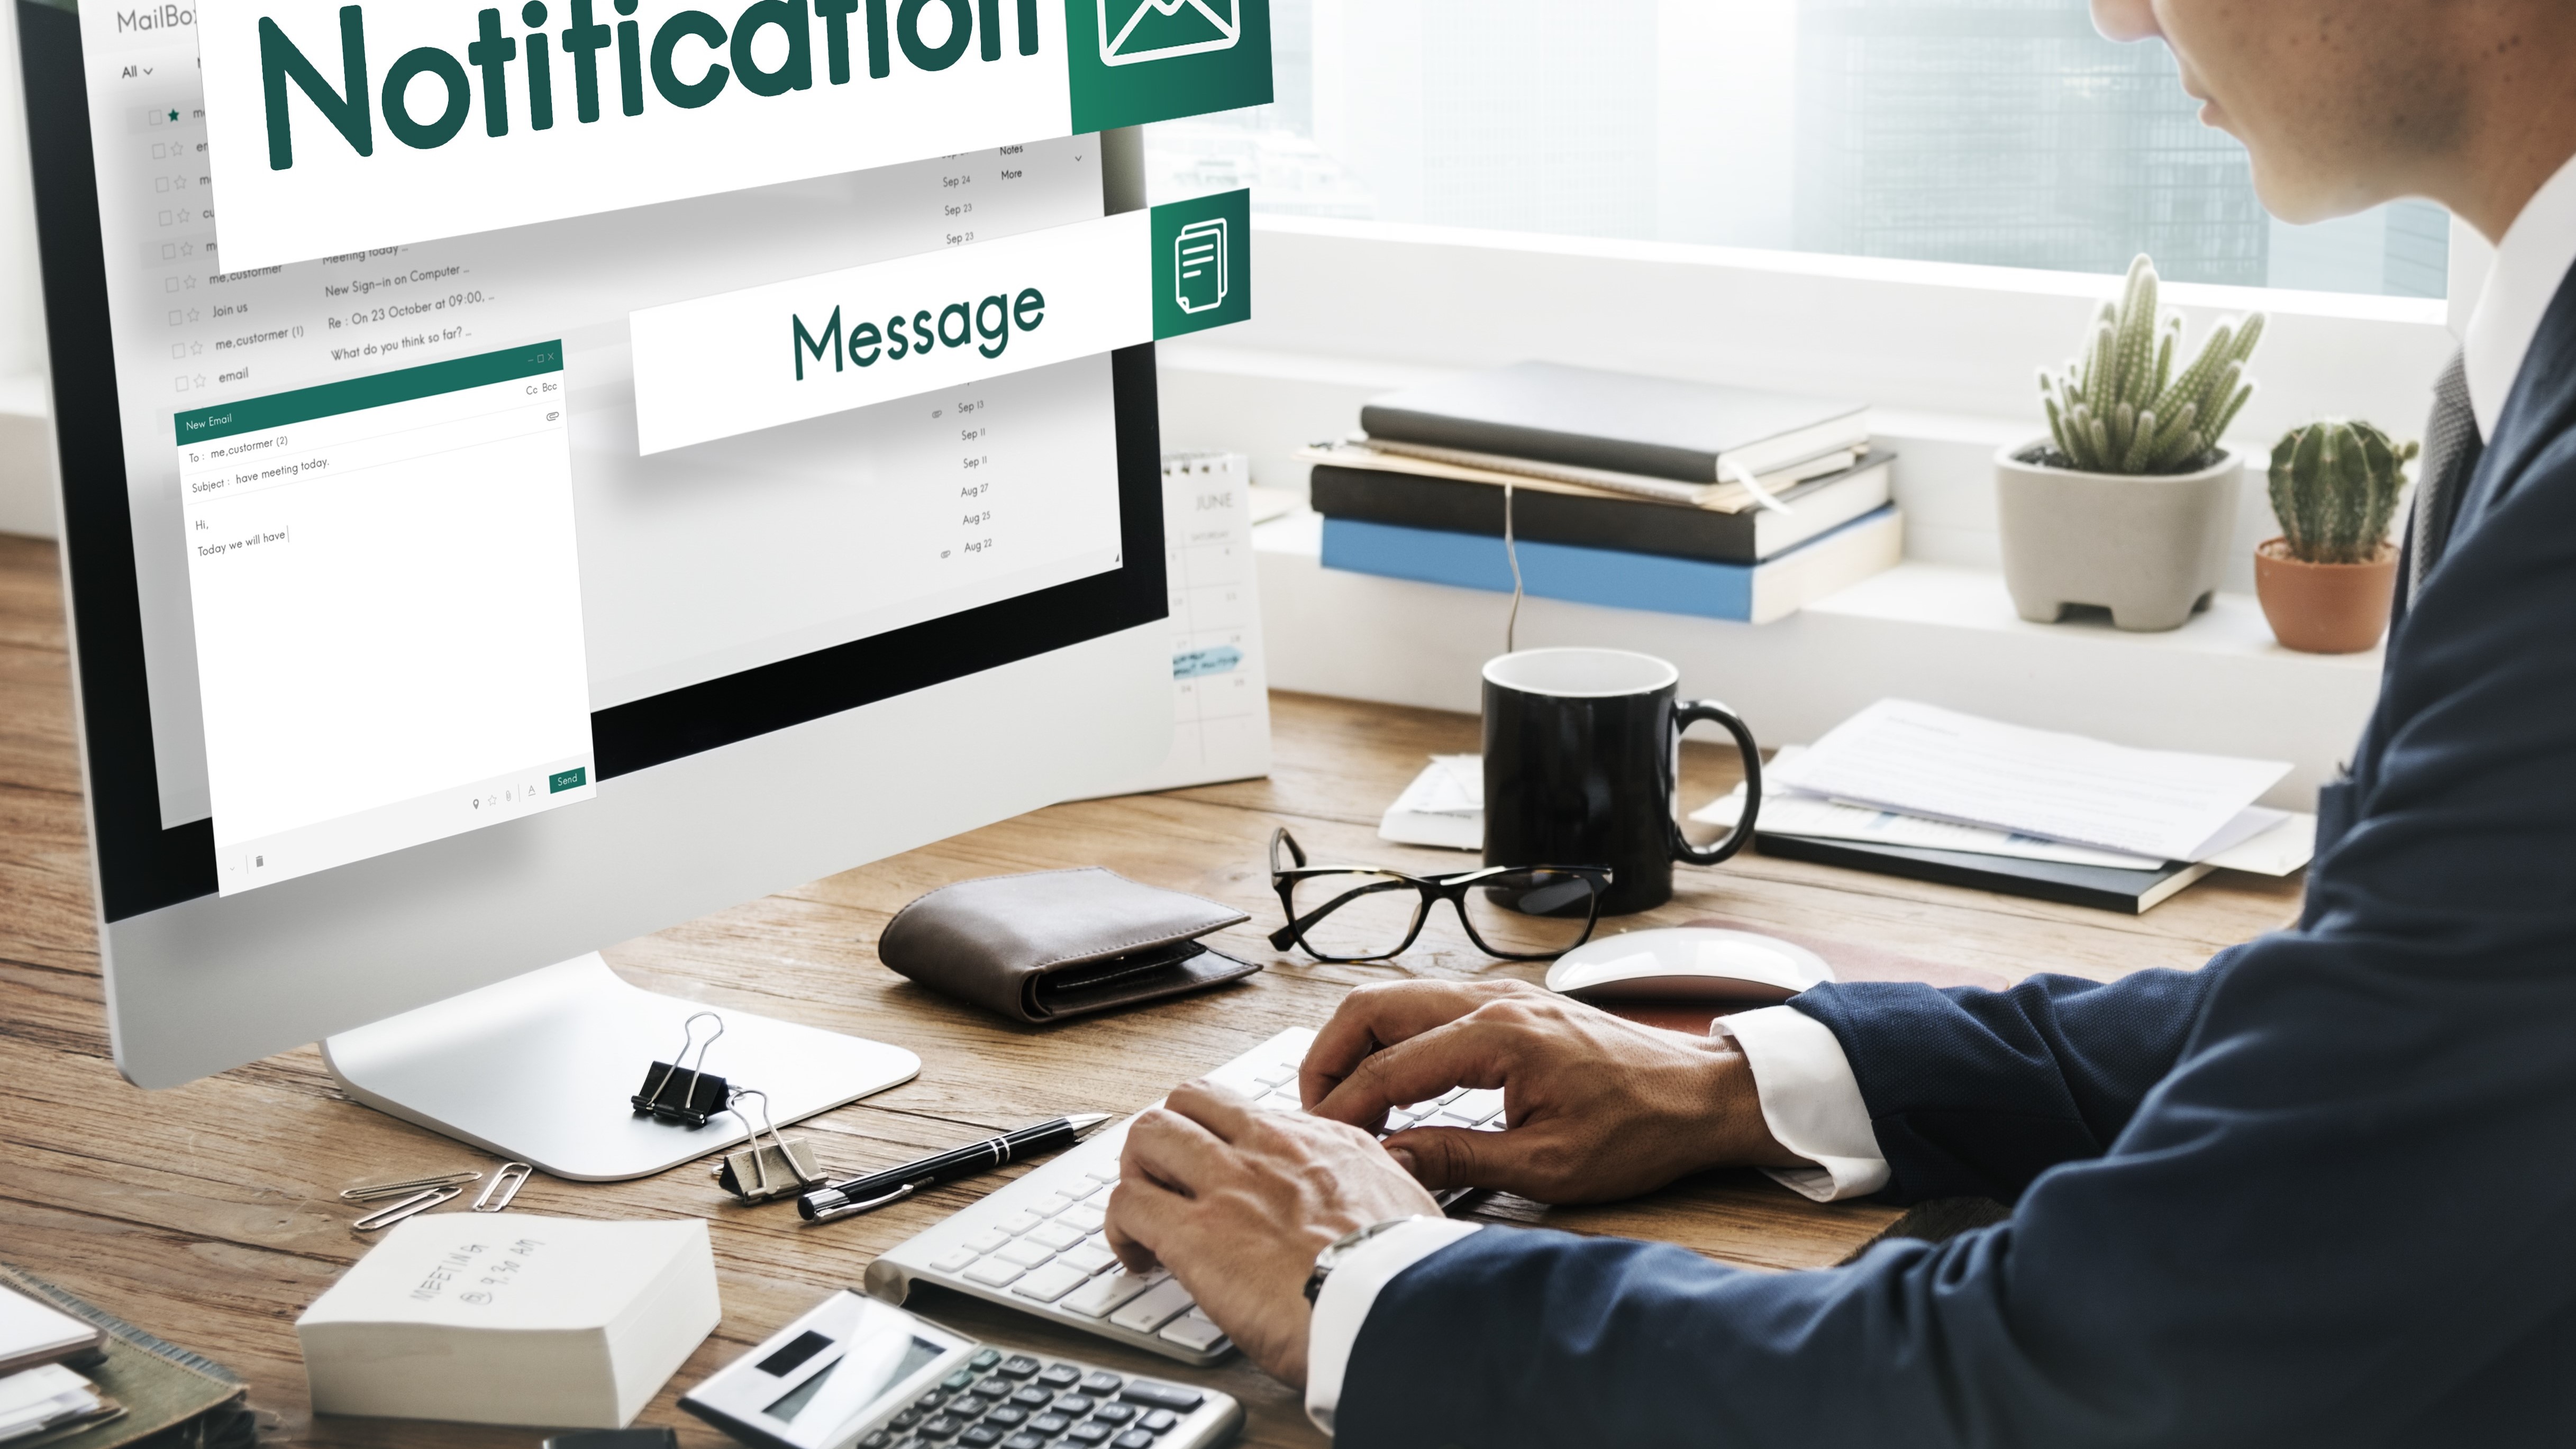 MailBox
Notification
All
Notes
More
Sep 24
Sep 23
Meeting today ...
Sep 23
me,custormer
New Sign-in on Computer ...
Join us
Re : On 23 October at 09:00, ...
me,custormer (1)
What do you think so far? ...
email
Message
Sep 13
Sep 11
Sep 11
Aug 27
Aug 25
Aug 22
New Email
Cc Bcc
To : me,custormer (2)
Subject : have meeting today.
Hi,
Today we will have
Send
JUNE
SATURDAY
MEETING
@ 9.30 AM